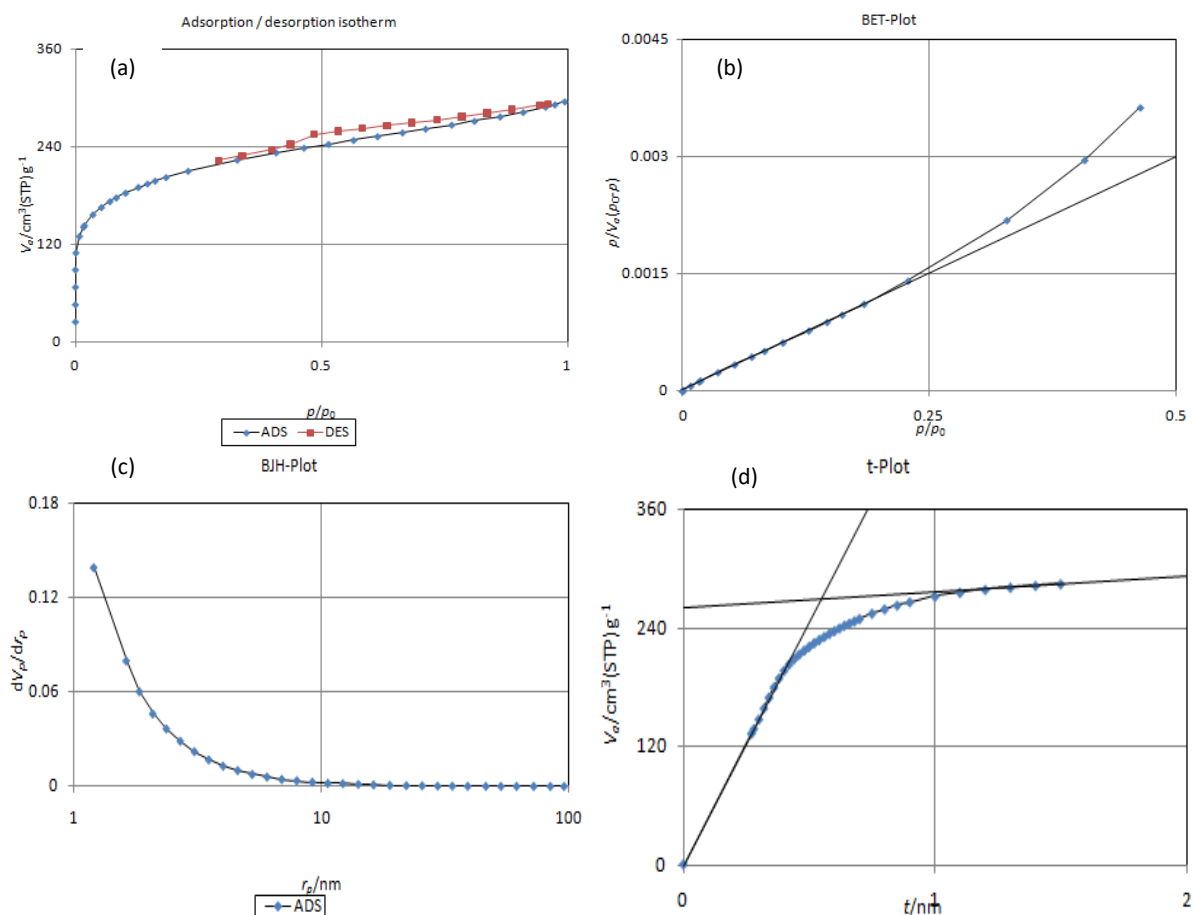 Adsorption / desorption isotherm
(a)
360
240
120
0
Va/cm³(STP) g⁻¹
0
0.5
1
p/p₀
ADS
DES
BET-Plot
(b)
0.0045
0.003
0.0015
0
p/Va(p₀-p)
0
0.25
0.5
p/p₀
(c)
BJH-Plot
0.18
0.12
0.06
0
dVp/drp
1
10
100
rp/nm
ADS
(d)
t-Plot
360
240
120
0
Va/cm³(STP) g⁻¹
0
1
2
t/nm